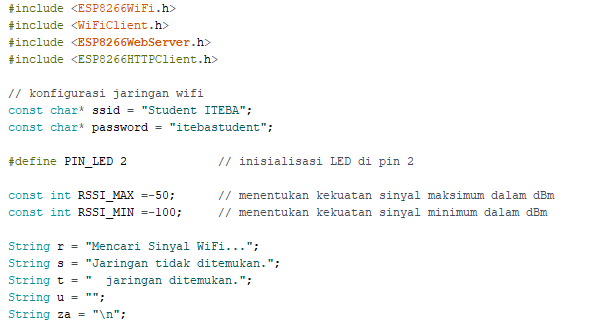 #include <ESP8266WiFi.h>
#include <WiFiClient.h>
#include <ESP8266WebServer.h>
#include <ESP8266HTTPClient.h>
// konfigurasi jaringan wifi
const char* ssid = "Student ITEBA";
const char* password = "itebastudent";
#define PIN_LED 2 // inisialisasi LED di pin 2
const int RSSI_MAX =-50; // menentukan kekuatan sinyal maksimum dalam dBm
const int RSSI_MIN =-100; // menentukan kekuatan sinyal minimum dalam dBm
String r = "Mencari Sinyal WiFi...";
String s = "Jaringan tidak ditemukan.";
String t = "  jaringan ditemukan.";
String u = "";
String za = "\n";